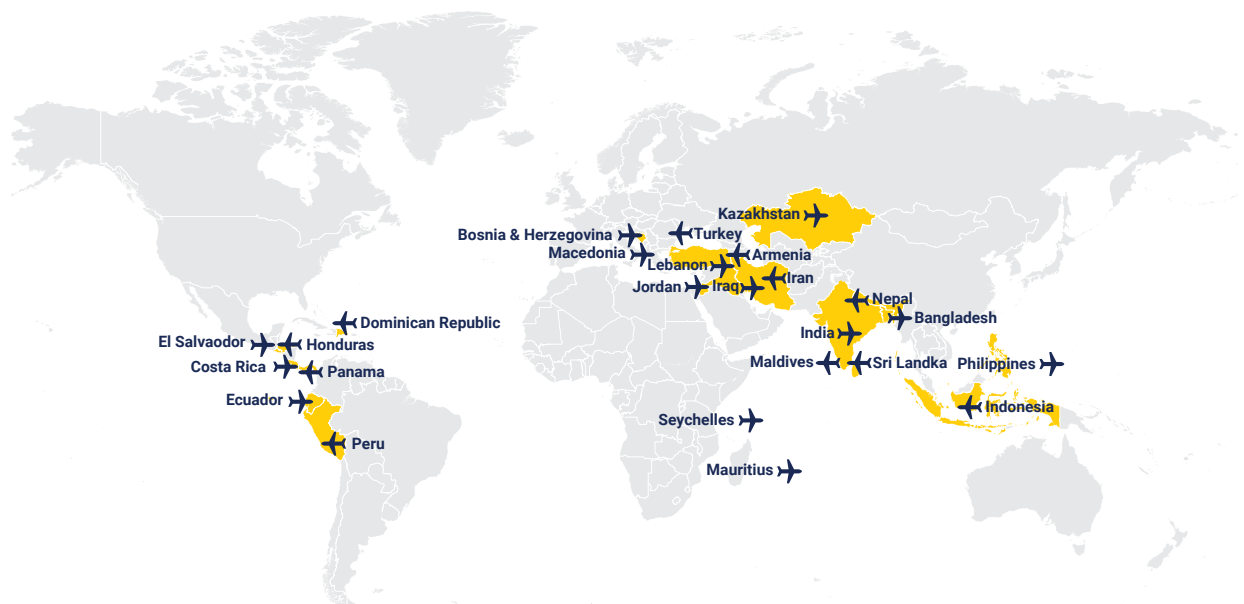 Kazakhstan
Bosnia & Herzegovina
Turkey
Macedonia
Armenia
Lebanon
Iran
Jordan
Iraq
Nepal
Bangladesh
Dominican Republic
India
El Salvaodor
Honduras
Maldives
Sri Landka
Philippines
Costa Rica
Panama
Ecuador
Indonesia
Seychelles
Peru
Mauritius